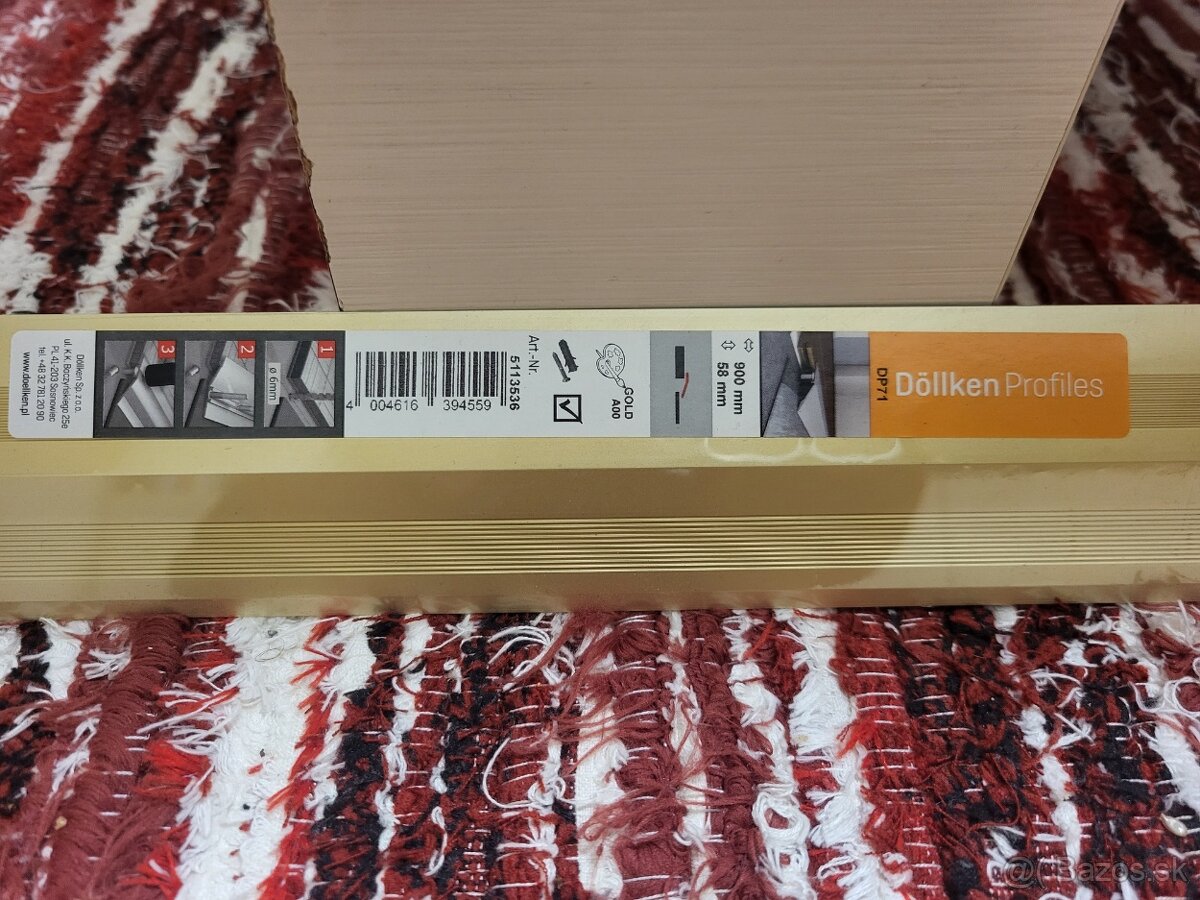 Döllken Profiles
DP71
900 mm
58 mm
GOLD
A00
Art.-Nr.
5113536
4 004616 394559
1
ø 6mm
2
3
Döllken Sp. z o.o.
ul. K.K. Baczyńskiego 25e
PL 41-203 Sosnowiec
tel. +48 32 781 20 90
www.doellken.pl
@(:)Bazos.sk